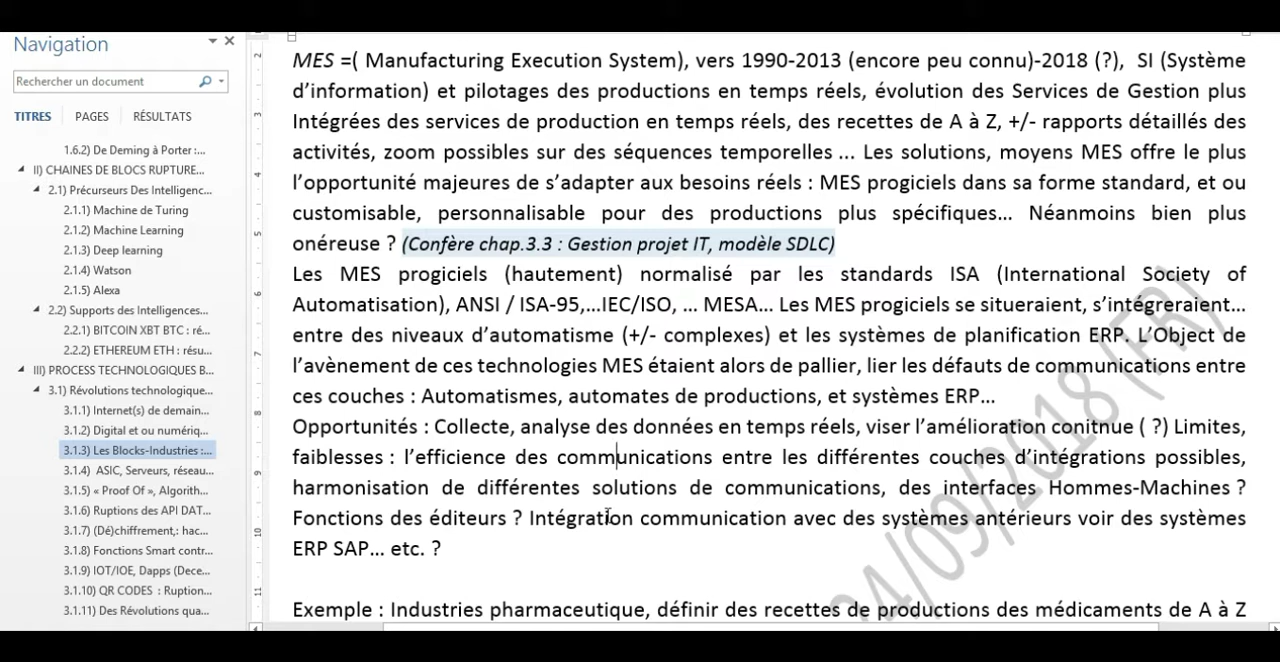 Navigation
Rechercher un document
TITRES PAGES RÉSULTATS
1.6.2) De Deming à Porter :...
II) CHAINES DE BLOCS RUPTURE...
2.1) Précurseurs Des Intelligenc...
2.1.1) Machine de Turing
2.1.2) Machine Learning
2.1.3) Deep learning
2.1.4) Watson
2.1.5) Alexa
2.2) Supports des Intelligences...
2.2.1) BITCOIN XBT BTC : ré...
2.2.2) ETHEREUM ETH : résu...
III) PROCESS TECHNOLOGIQUES B...
3.1) Révolutions technologique...
3.1.1) Internet(s) de demain...
3.1.2) Digital et ou numériq...
3.1.3) Les Blocks-Industries :...
3.1.4) ASIC, Serveurs, réseau...
3.1.5) « Proof Of », Algorith...
3.1.6) Ruptions des API DAT...
3.1.7) (Dé)chiffrement,: hac...
3.1.8) Fonctions Smart contr...
3.1.9) IOT/IOE, Dapps (Dece...
3.1.10) QR CODES : Ruption...
3.1.11) Des Révolutions qua...
2
3
4
5
6
7
8
9
10
11
MES =( Manufacturing Execution System), vers 1990-2013 (encore peu connu)-2018 (?), SI (Système
d’information) et pilotages des productions en temps réels, évolution des Services de Gestion plus
Intégrées des services de production en temps réels, des recettes de A à Z, +/- rapports détaillés des
activités, zoom possibles sur des séquences temporelles ... Les solutions, moyens MES offre le plus
l’opportunité majeures de s’adapter aux besoins réels : MES progiciels dans sa forme standard, et ou
customisable, personnalisable pour des productions plus spécifiques... Néanmoins bien plus
onéreuse ? (Confère chap.3.3 : Gestion projet IT, modèle SDLC)
Les MES progiciels (hautement) normalisé par les standards ISA (International Society of
Automatisation), ANSI / ISA-95,...IEC/ISO, ... MESA... Les MES progiciels se situeraient, s’intégreraient...
entre des niveaux d’automatisme (+/- complexes) et les systèmes de planification ERP. L’Object de
l’avènement de ces technologies MES étaient alors de pallier, lier les défauts de communications entre
ces couches : Automatismes, automates de productions, et systèmes ERP...
Opportunités : Collecte, analyse des données en temps réels, viser l’amélioration conitnue ( ?) Limites,
faiblesses : l’efficience des communications entre les différentes couches d’intégrations possibles,
harmonisation de différentes solutions de communications, des interfaces Hommes-Machines ?
Fonctions des éditeurs ? Intégration communication avec des systèmes antérieurs voir des systèmes
ERP SAP... etc. ?
Exemple : Industries pharmaceutique, définir des recettes de productions des médicaments de A à Z
24/09/2018 (FR)